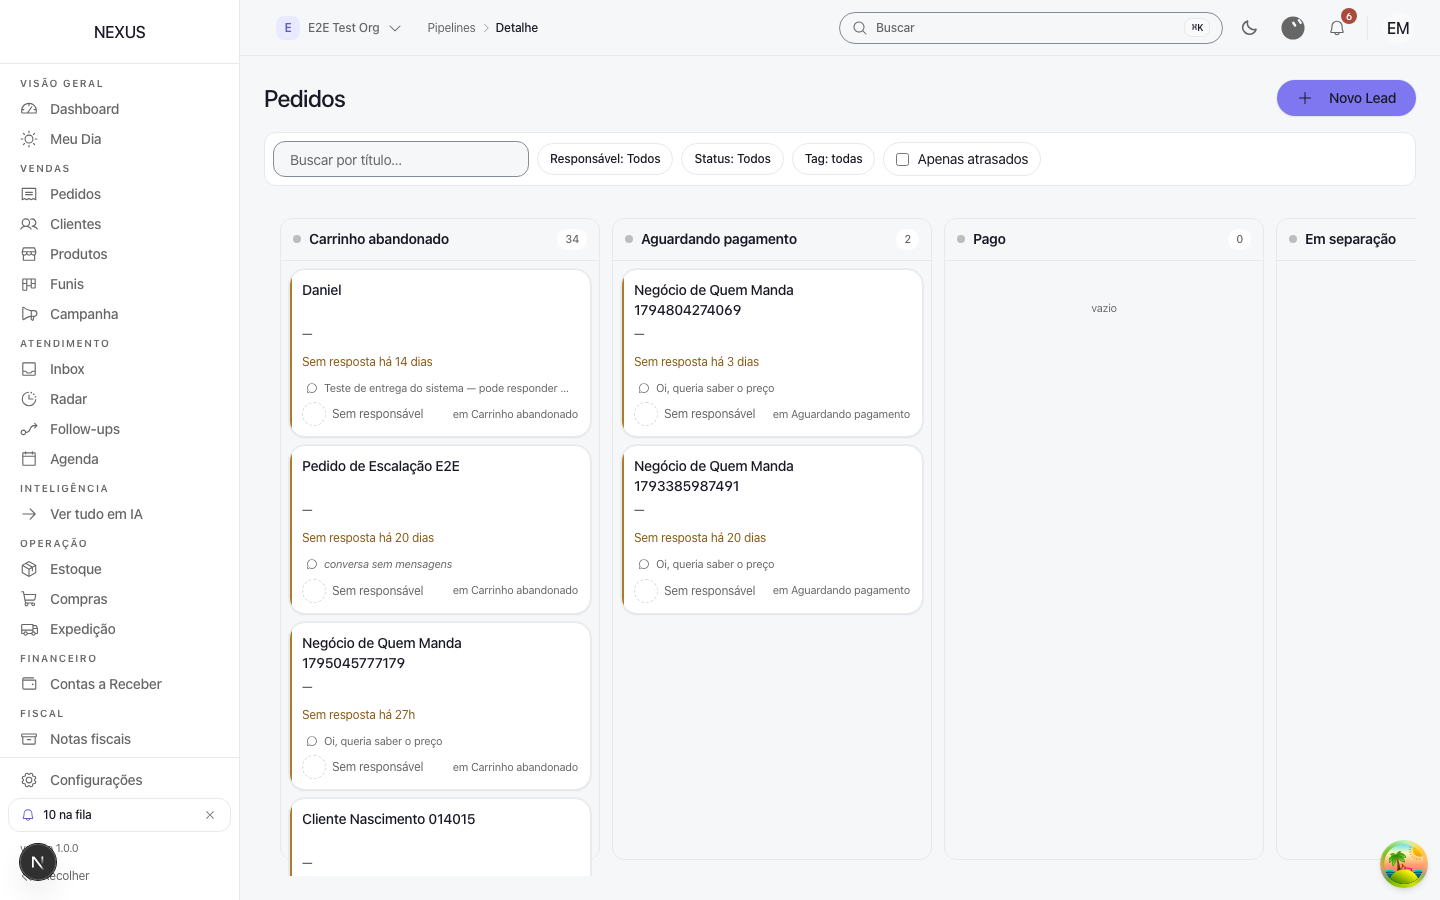 NEXUS
VISÃO GERAL
Dashboard
Meu Dia
VENDAS
Pedidos
Clientes
Produtos
Funis
Campanha
ATENDIMENTO
Inbox
Radar
Follow-ups
Agenda
INTELIGÊNCIA
Ver tudo em IA
OPERAÇÃO
Estoque
Compras
Expedição
FINANCEIRO
Contas a Receber
FISCAL
Notas fiscais
Configurações
10 na fila
1.0.0
N
E E2E Test Org Pipelines Detalhe
Buscar ⌘K
6
EM
Pedidos
Novo Lead
Buscar por título...
Responsável: Todos
Status: Todos
Tag: todas
Apenas atrasados
Carrinho abandonado 34
Daniel
—
Sem resposta há 14 dias
Teste de entrega do sistema — pode responder ...
Sem responsável em Carrinho abandonado
Pedido de Escalação E2E
—
Sem resposta há 20 dias
conversa sem mensagens
Sem responsável em Carrinho abandonado
Negócio de Quem Manda
1795045777179
—
Sem resposta há 27h
Oi, queria saber o preço
Sem responsável em Carrinho abandonado
Cliente Nascimento 014015
—
Aguardando pagamento 2
Negócio de Quem Manda
1794804274069
—
Sem resposta há 3 dias
Oi, queria saber o preço
Sem responsável em Aguardando pagamento
Negócio de Quem Manda
1793385987491
—
Sem resposta há 20 dias
Oi, queria saber o preço
Sem responsável em Aguardando pagamento
Pago 0
vazio
Em separação